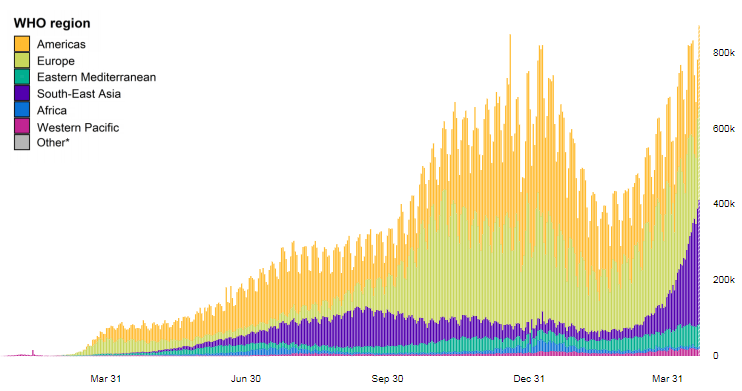 WHO region
Americas
Europe
Eastern Mediterranean
South-East Asia
Africa
Western Pacific
Other*
800k
600k
400k
200k
0
Mar 31 Jun 30 Sep 30 Dec 31 Mar 31